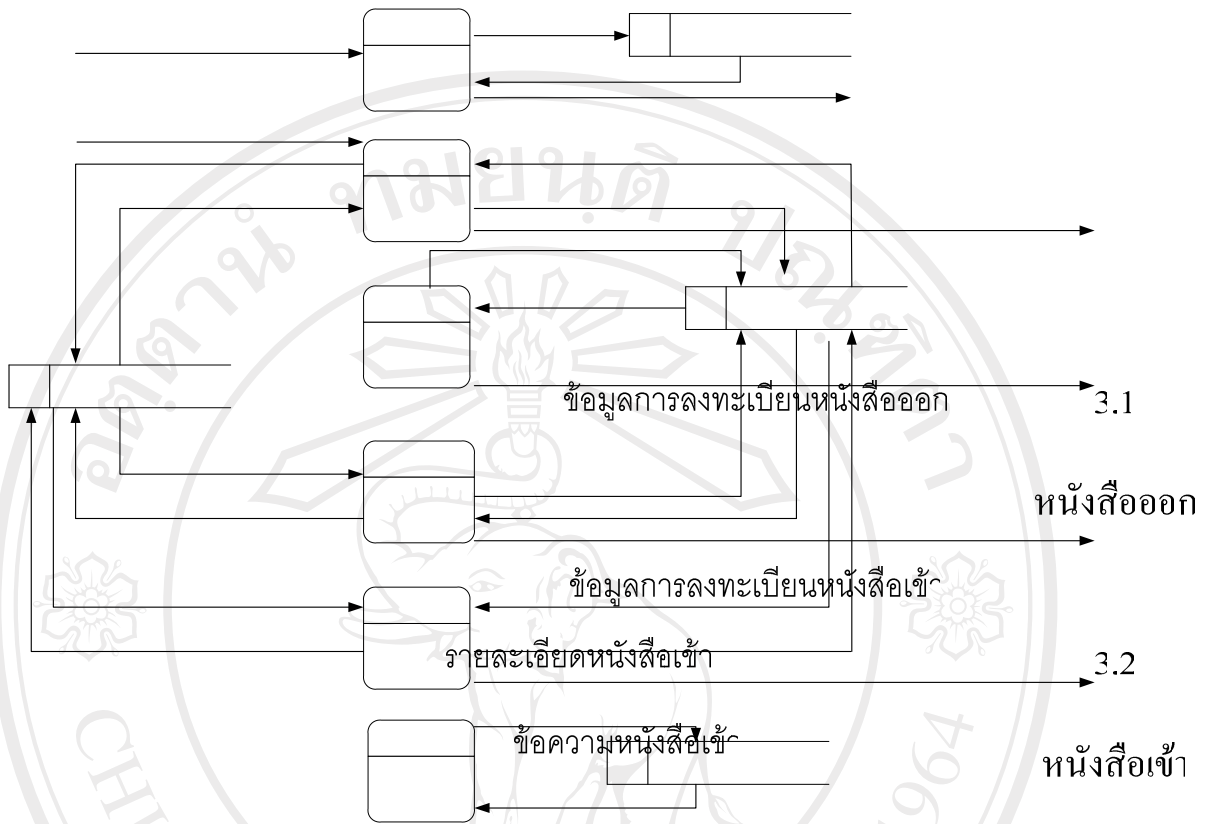 ข้อมูลการลงทะเบียนหนังสือออก
3.1
หนังสือออก
ข้อมูลการลงทะเบียนหนังสือเข้า
รายละเอียดหนังสือเข้า
3.2
ข้อความหนังสือเข้า
หนังสือเข้า
1964